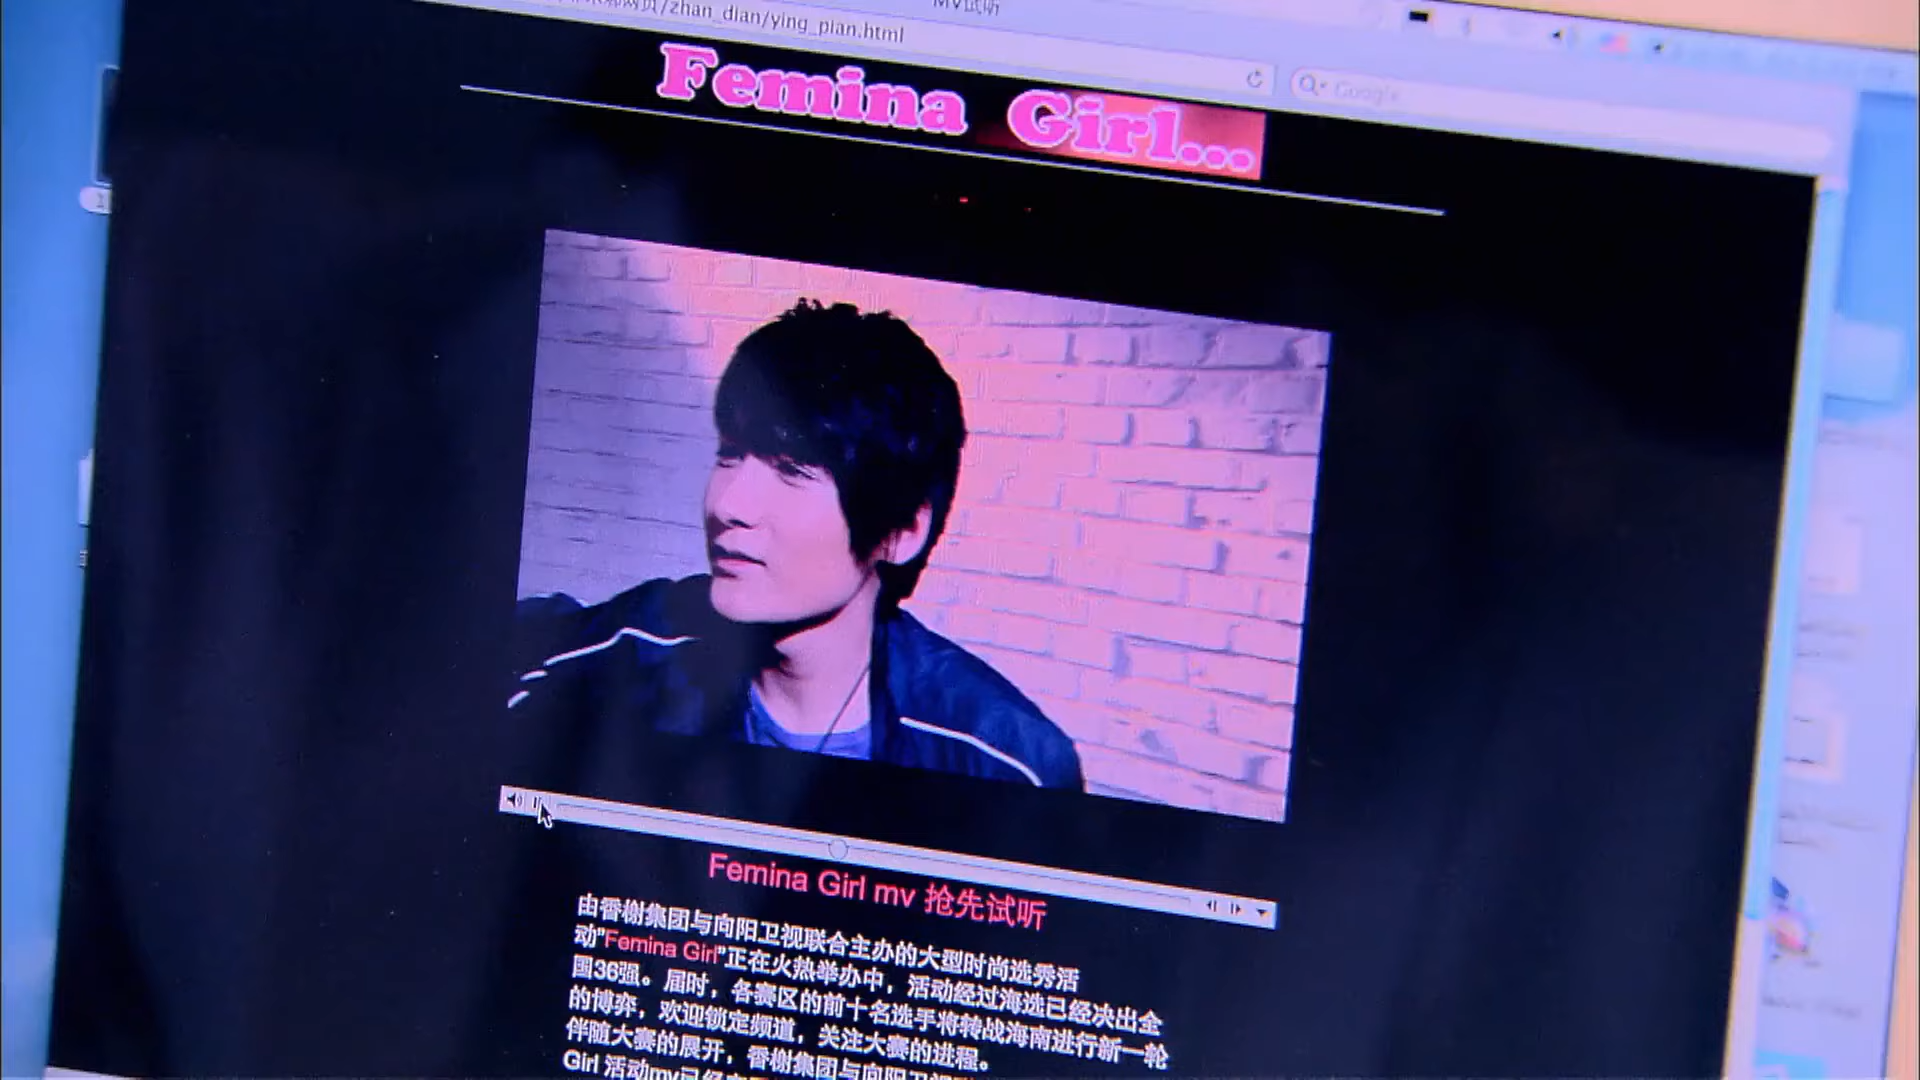 MV试听
/zhan_dian/ying_pian.html
Google
Femina Girl...
Femina Girl mv 抢先试听
由香榭集团与向阳卫视联合主办的大型时尚选秀活
动"Femina Girl"正在火热举办中，活动经过海选已经决出全
国36强。届时，各赛区的前十名选手将转战海南进行新一轮
的博弈，欢迎锁定频道，关注大赛的进程。
伴随大赛的展开，香榭集团与向阳卫视
Girl 活动mv已经